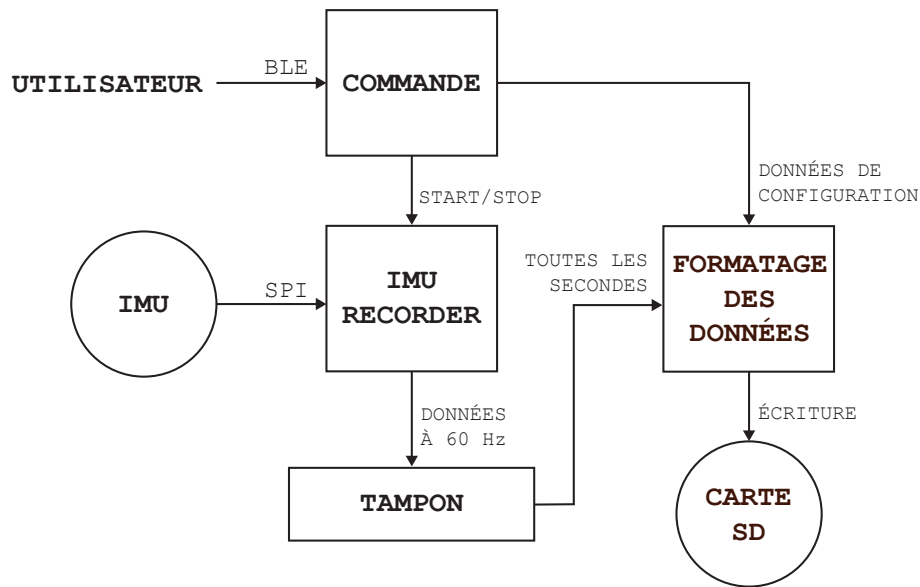 BLE
UTILISATEUR
COMMANDE
DONNÉES DE
CONFIGURATION
START/STOP
TOUTES LES
SECONDES
FORMATAGE
DES
DONNÉES
IMU
SPI
IMU
RECORDER
DONNÉES
À 60 Hz
ÉCRITURE
TAMPON
CARTE
SD